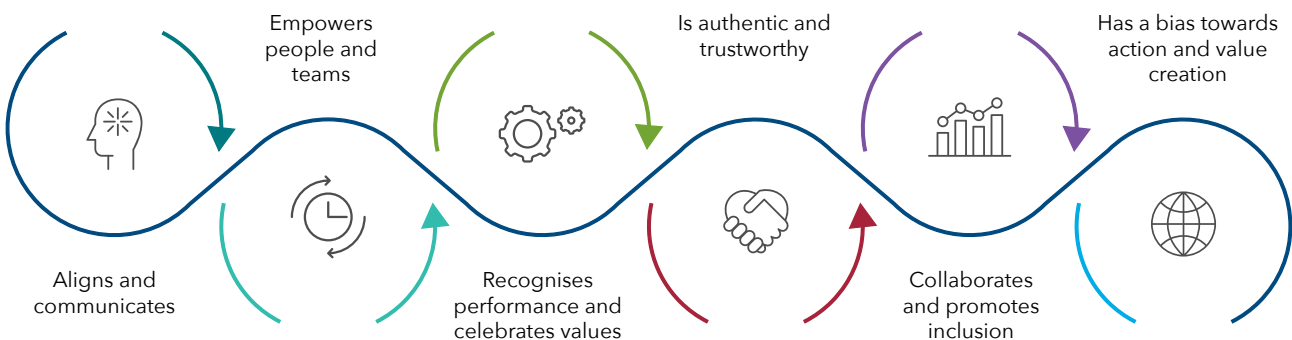 Aligns and
communicates
Empowers
people and
teams
Recognises
performance and
celebrates values
Is authentic and
trustworthy
Collaborates
and promotes
inclusion
Has a bias towards
action and value
creation